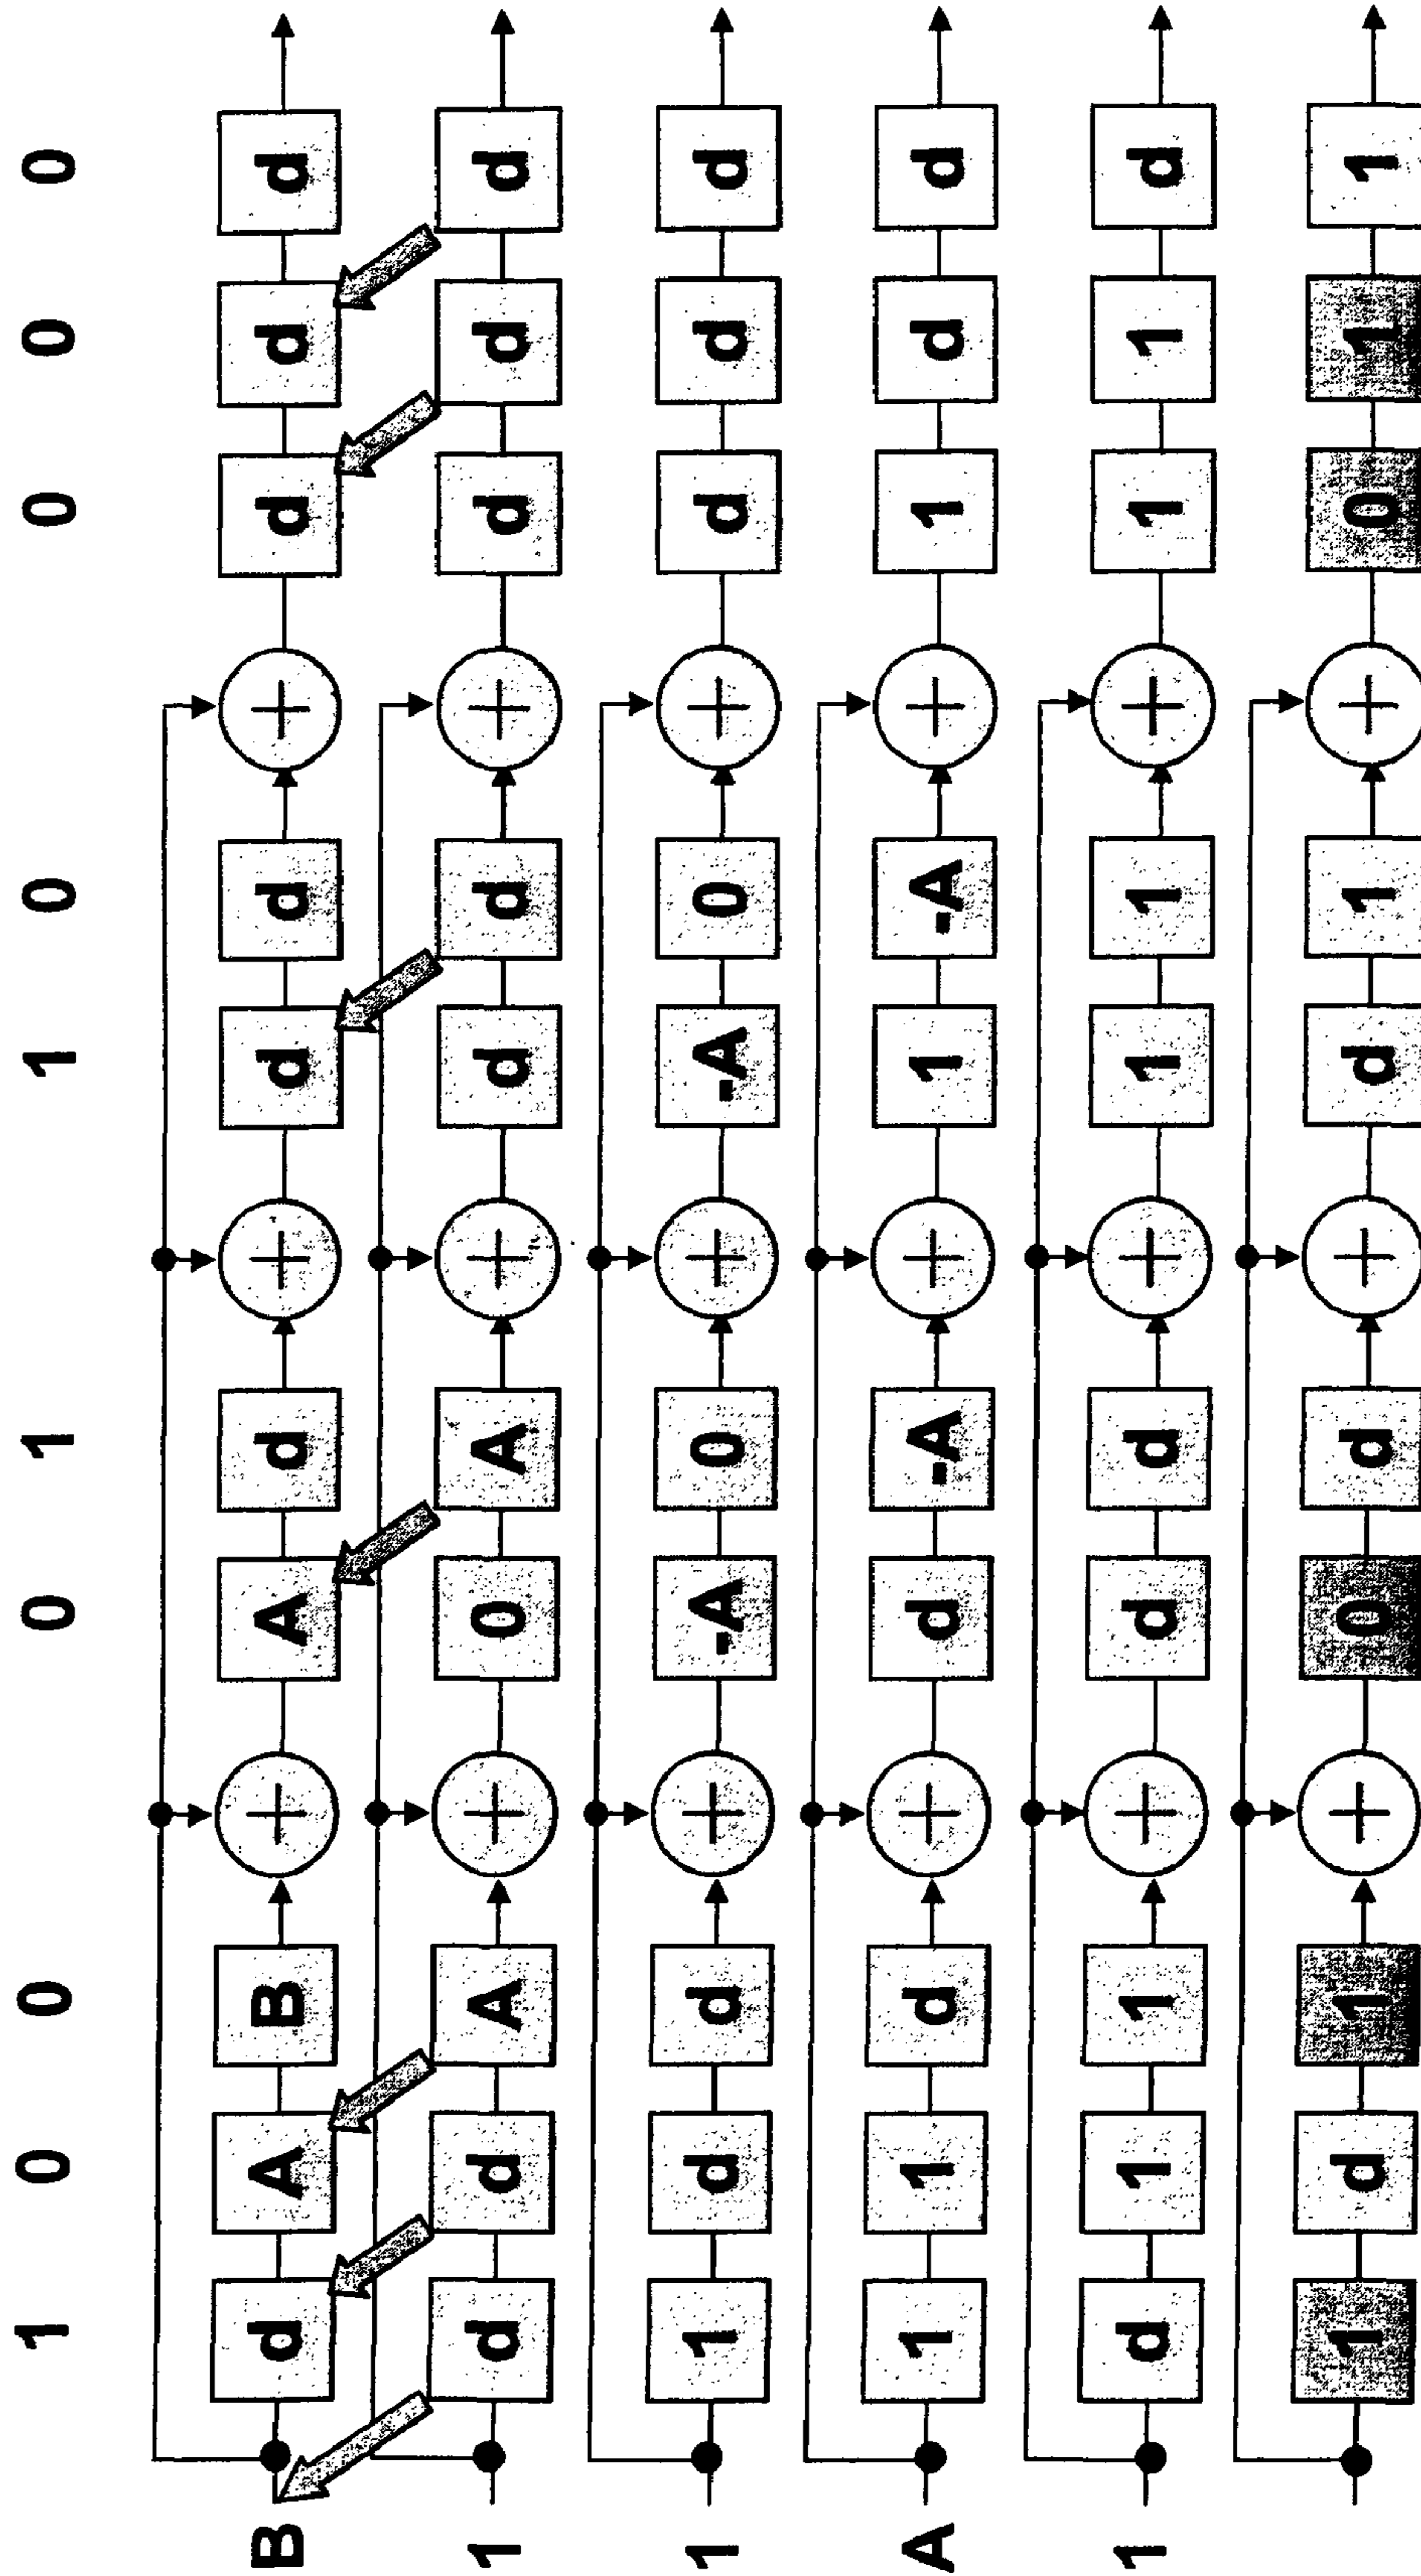 1 0 0 0 1 1 0 0 0 0
B d A B + A d + d d + d d d
1 d d A + 0 A + d d + d d d
1 1 d d + -A 0 + -A 0 + d d d
A 1 1 d + d -A + 1 -A + 1 d d
1 d 1 1 + d d + 1 1 + 1 1 d
1 d 1 + 0 d + d 1 + 0 1 1